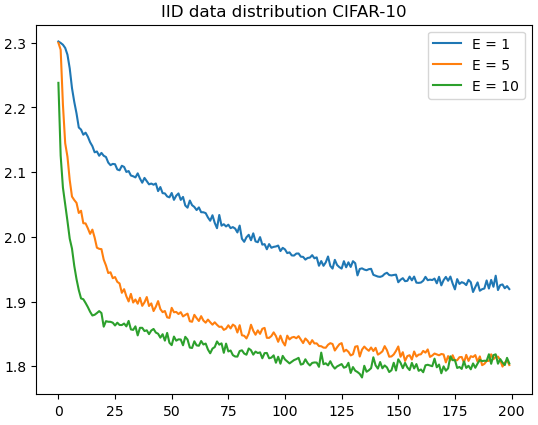 IID data distribution CIFAR-10
E = 1
E = 5
E = 10
2.3
2.2
2.1
2.0
1.9
1.8
0 25 50 75 100 125 150 175 200